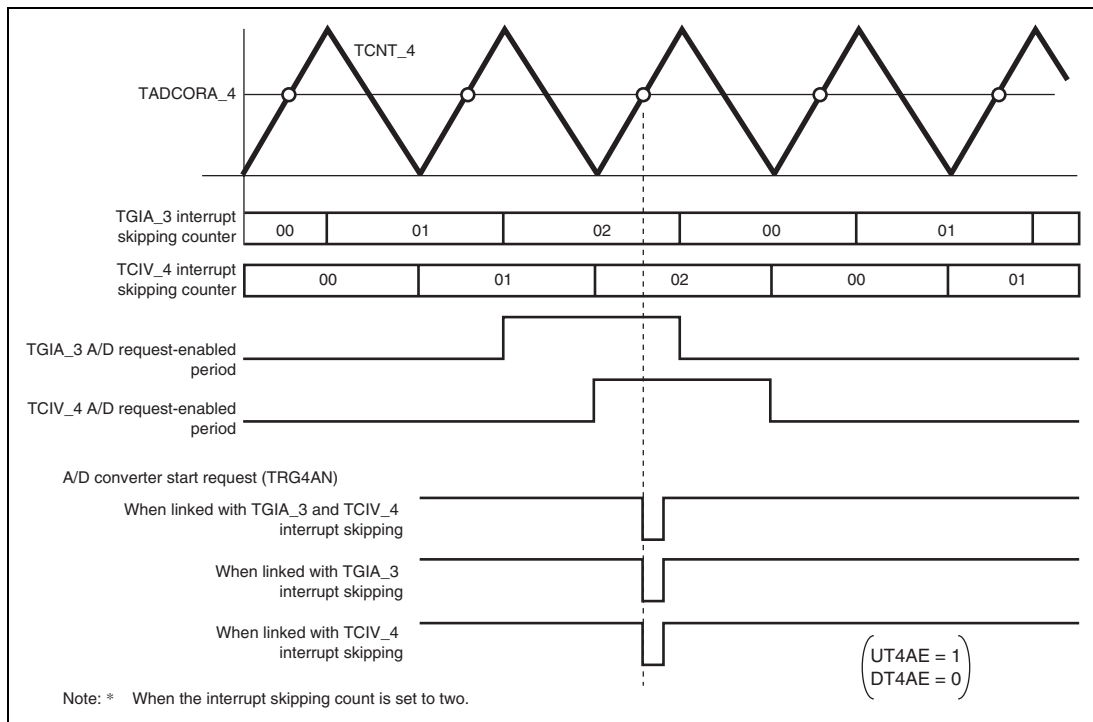 TCNT_4
TADCORA_4
TGIA_3 interrupt
skipping counter
00
01
02
00
01
TCIV_4 interrupt
skipping counter
00
01
02
00
01
TGIA_3 A/D request-enabled
period
TCIV_4 A/D request-enabled
period
A/D converter start request (TRG4AN)
When linked with TGIA_3 and TCIV_4
interrupt skipping
When linked with TGIA_3
interrupt skipping
When linked with TCIV_4
interrupt skipping
UT4AE = 1
DT4AE = 0
Note: * When the interrupt skipping count is set to two.